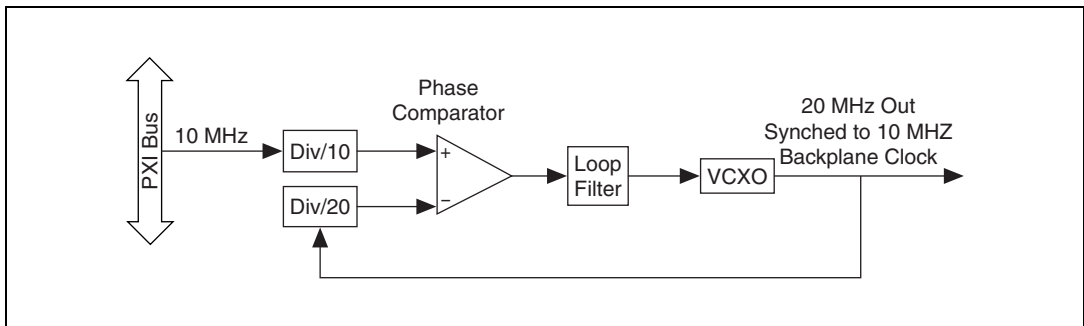 PXI Bus
10 MHz
Div/10
Div/20
Phase
Comparator
+
−
Loop
Filter
VCXO
20 MHz Out
Synched to 10 MHZ
Backplane Clock